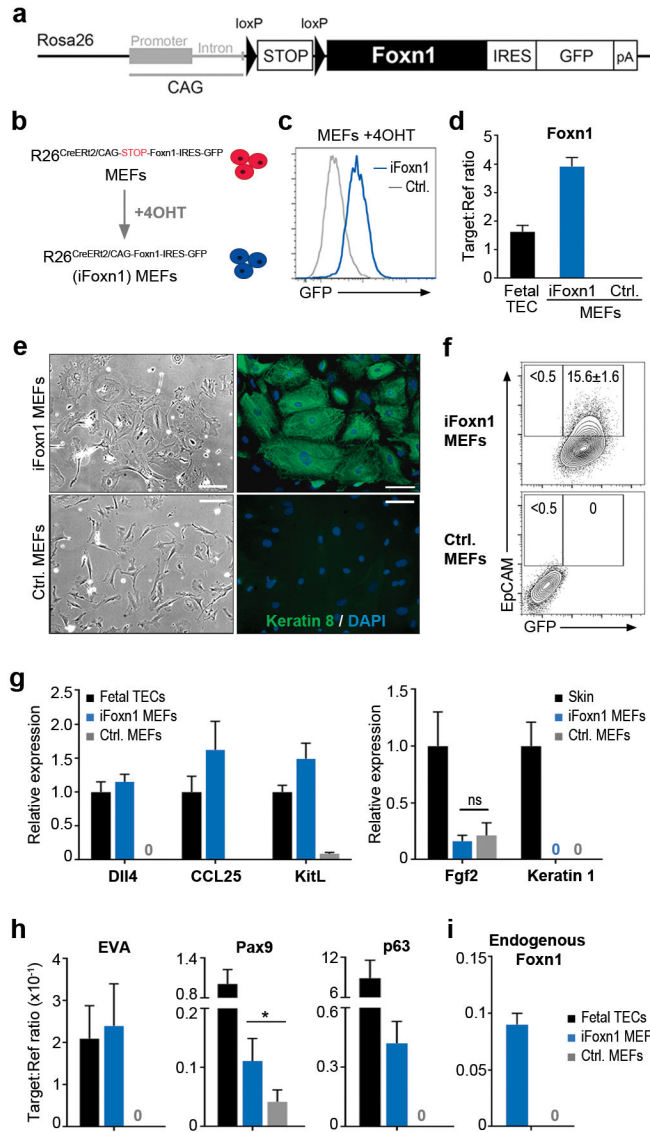 a
loxP loxP
Rosa26 Promoter Intron STOP Foxn1 IRES GFP pA
CAG
b
R26CreERt2/CAG-STOP-Foxn1-IRES-GFP
MEFs
+4OHT
R26CreERt2/CAG-Foxn1-IRES-GFP
(iFoxn1) MEFs
c
MEFs +4OHT
iFoxn1
Ctrl.
GFP
d
Foxn1
Target:Ref ratio
5
4
3
2
1
0
Fetal TEC
iFoxn1 Ctrl.
MEFs
e
iFoxn1 MEFs
Ctrl. MEFs
Keratin 8 / DAPI
f
iFoxn1 MEFs
<0.5 15.6±1.6
Ctrl. MEFs
<0.5 0
EpCAM
GFP
g
Relative expression
2.5
2.0
1.5
1.0
0.5
0
Fetal TECs
iFoxn1 MEFs
Ctrl. MEFs
0
Dll4 CCL25 KitL
Relative expression
1.5
1.0
0.5
0
Skin
iFoxn1 MEFs
Ctrl. MEFs
ns
0 0
Fgf2 Keratin 1
h
Target:Ref ratio (x10-1)
EVA
4
3
2
1
0
0
Pax9
1.4
0.8
0.2
0.1
0
*
p63
12
6
0.6
0.3
0
0
i
Endogenous
Foxn1
0.1
0.05
0
0
Fetal TECs
iFoxn1 MEF
Ctrl. MEFs